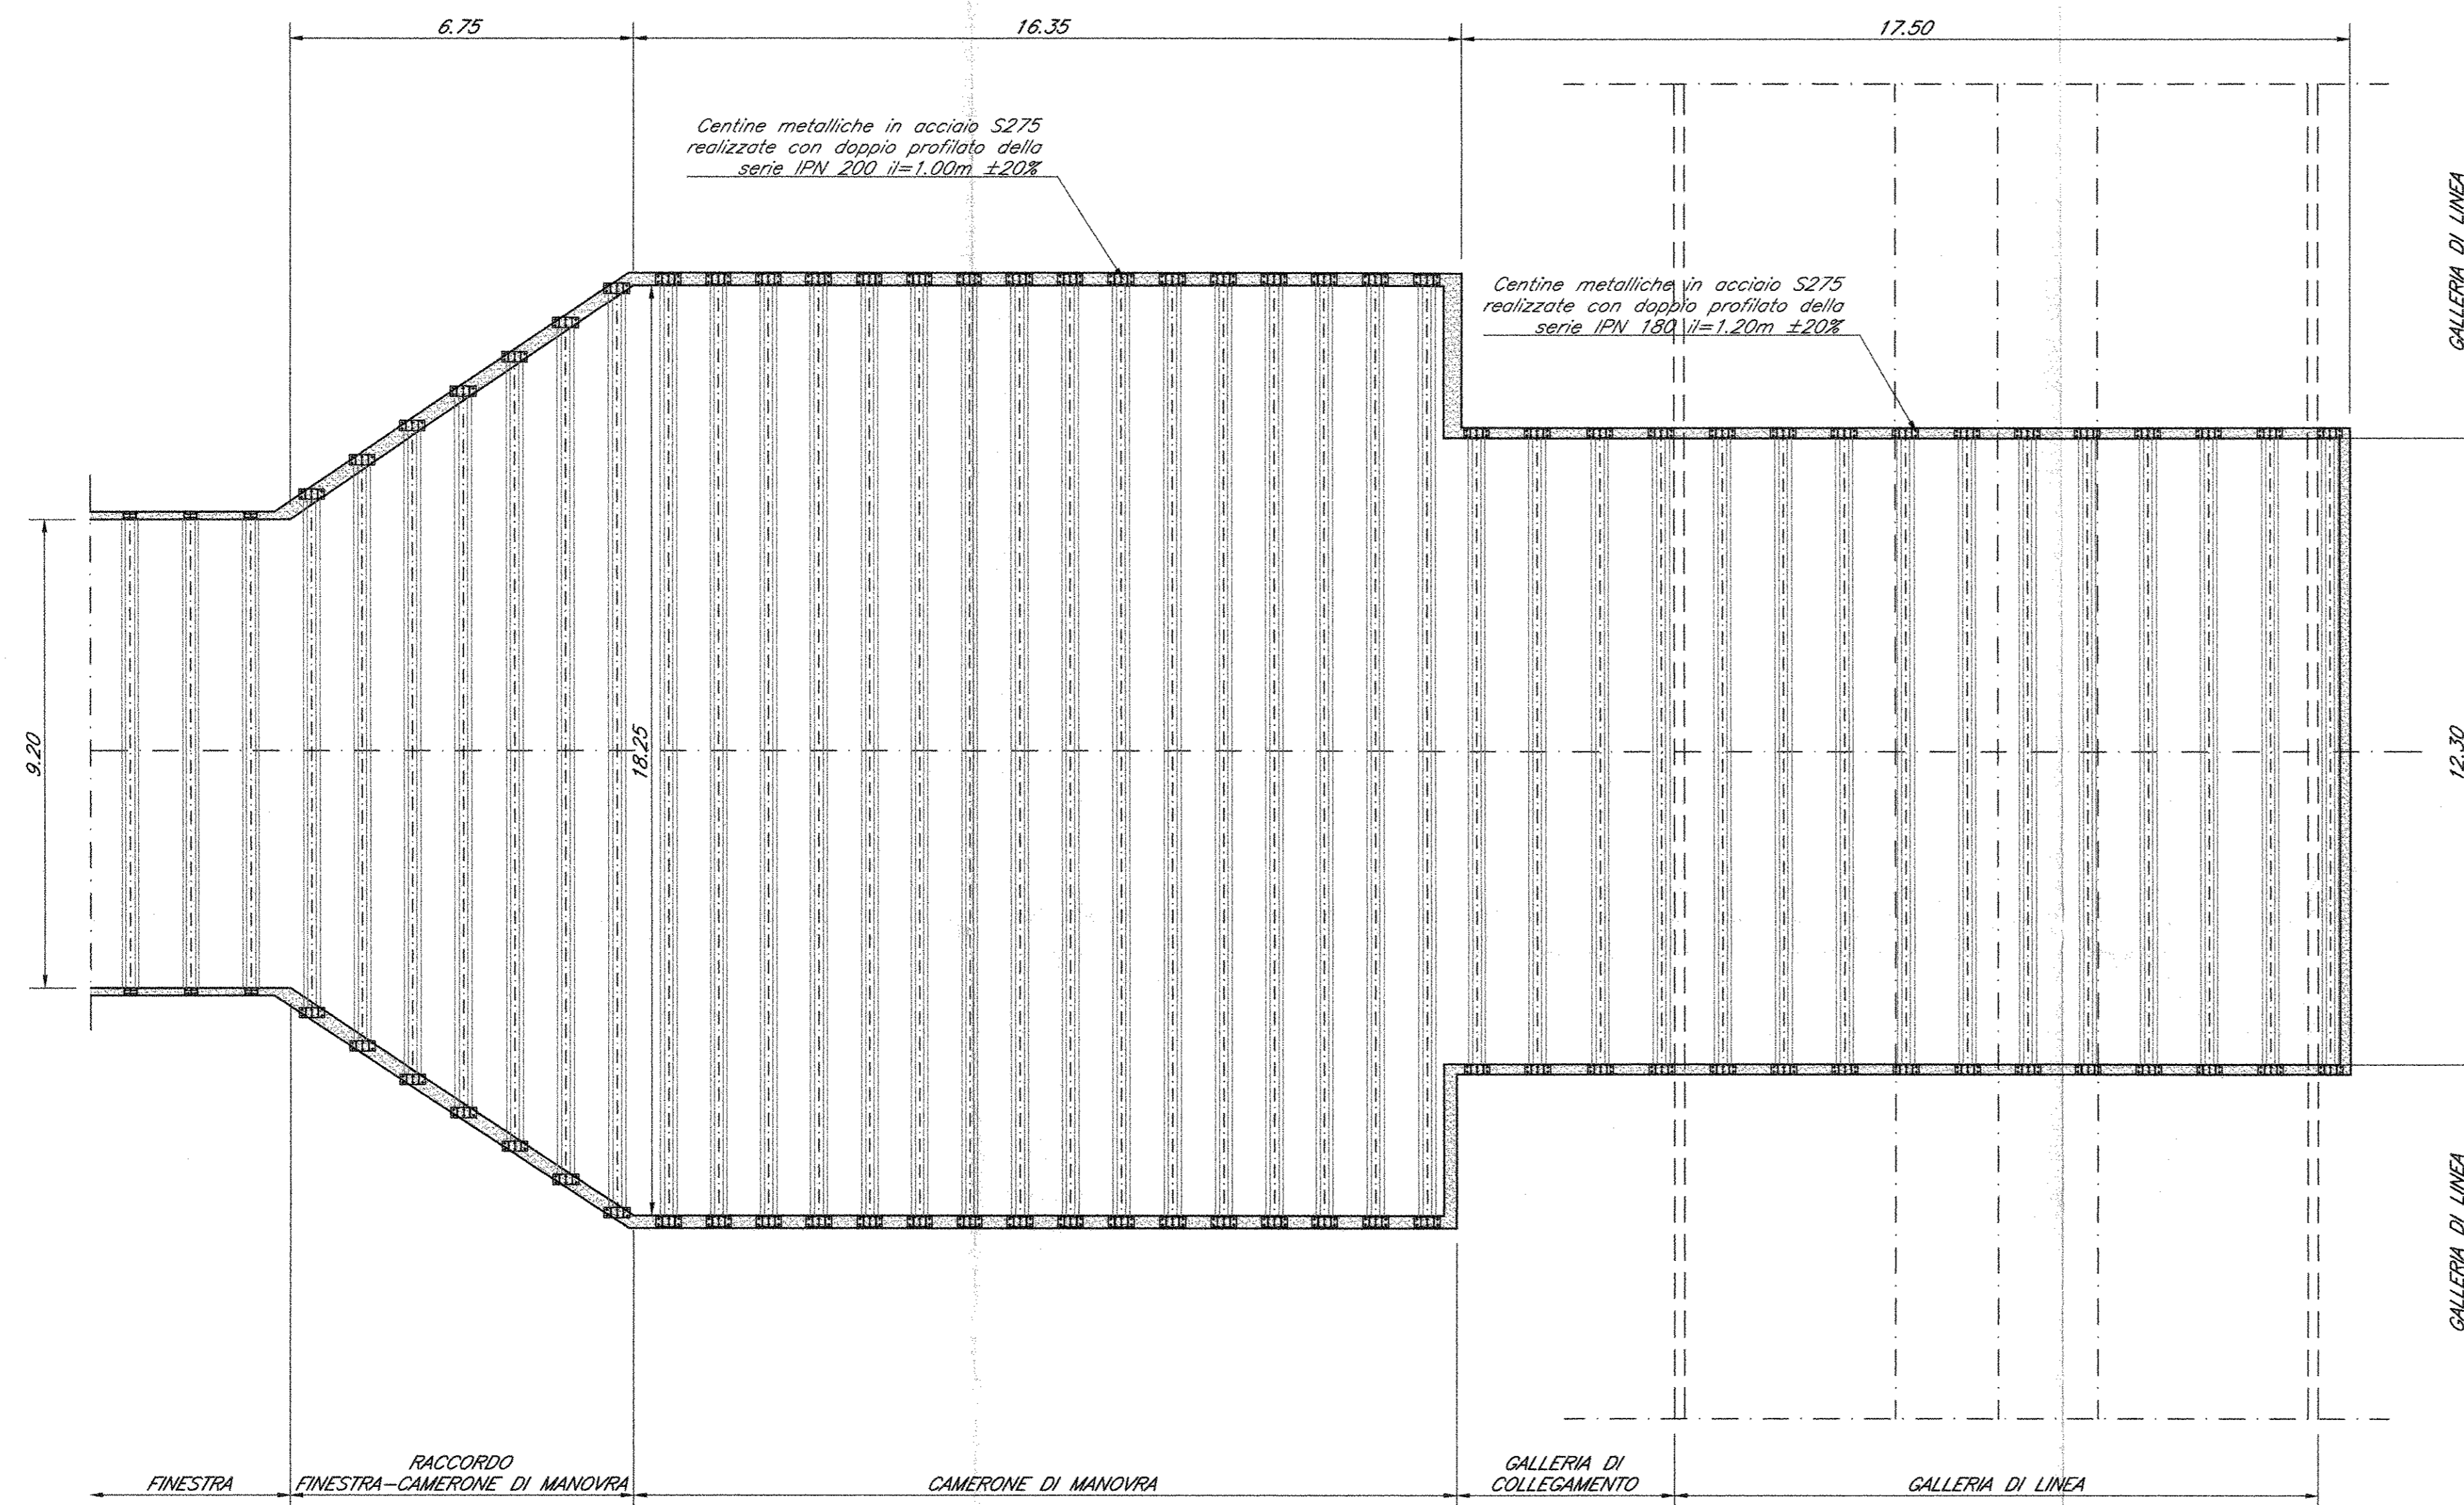 6.75
16.35
17.50
Centine metalliche in acciaio S275
realizzate con doppio profilato della
serie IPN 200 il=1.00m ±20%
GALLERIA DI LINEA
Centine metalliche in acciaio S275
realizzate con doppio profilato della
serie IPN 180 il=1.20m ±20%
9.20
18.25
12.30
GALLERIA DI LINEA
FINESTRA
RACCORDO
FINESTRA-CAMERONE DI MANOVRA
CAMERONE DI MANOVRA
GALLERIA DI
COLLEGAMENTO
GALLERIA DI LINEA